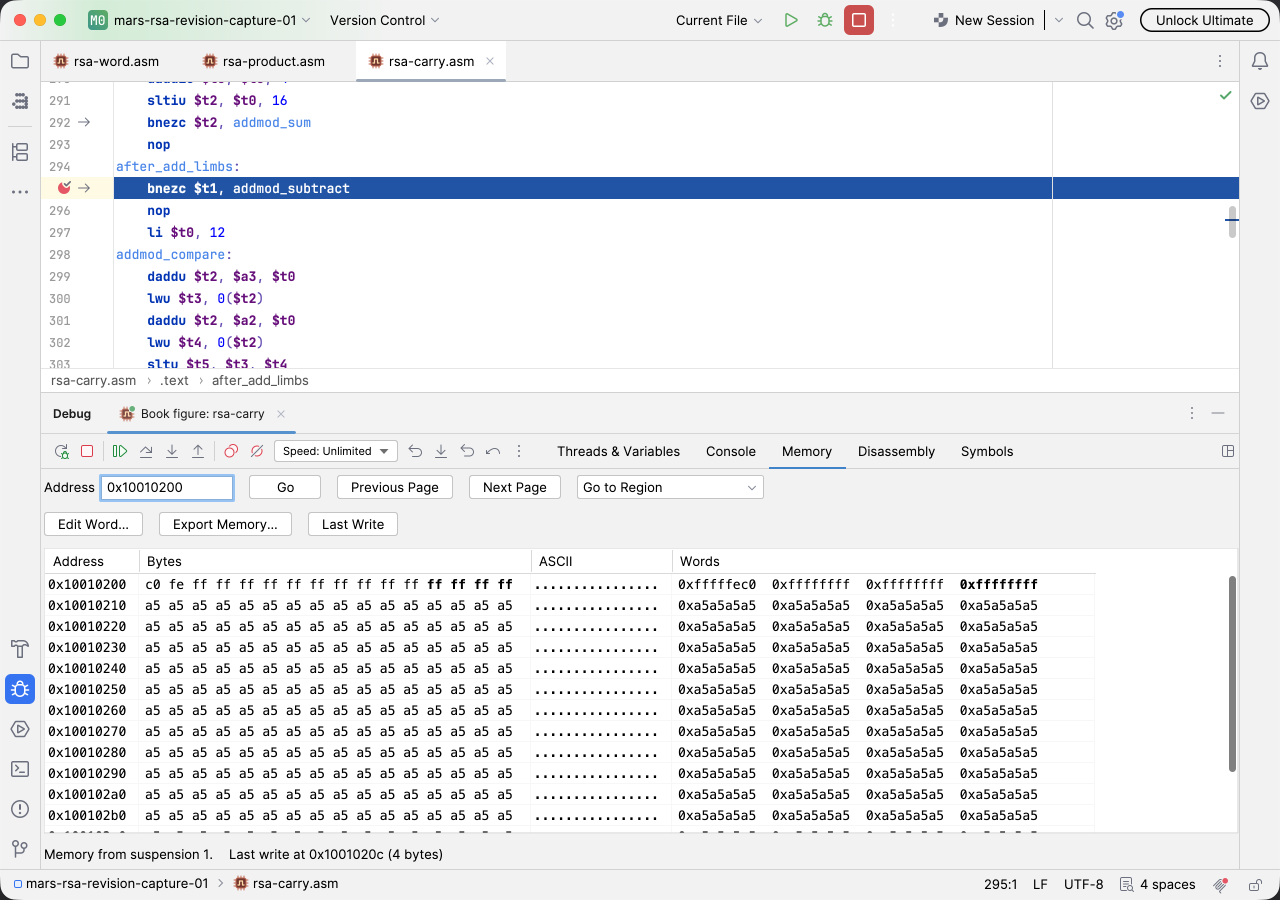 M0 mars-rsa-revision-capture-01 Version Control Current File New Session Unlock Ultimate
rsa-word.asm rsa-product.asm rsa-carry.asm
291 sltiu $t2, $t0, 16
292 bnezc $t2, addmod_sum
293 nop
294 after_add_limbs:
bnezc $t1, addmod_subtract
296 nop
297 li $t0, 12
298 addmod_compare:
299 daddu $t2, $a3, $t0
300 lwu $t3, 0($t2)
301 daddu $t2, $a2, $t0
302 lwu $t4, 0($t2)
303 sltu $t5, $t3, $t4
rsa-carry.asm › .text › after_add_limbs
Debug Book figure: rsa-carry
Speed: Unlimited Threads & Variables Console Memory Disassembly Symbols
Address 0x10010200 Go Previous Page Next Page Go to Region
Edit Word... Export Memory... Last Write
Address Bytes ASCII Words
0x10010200 c0 fe ff ff ff ff ff ff ff ff ff ff ff ff ff ff ................ 0xfffffec0 0xffffffff 0xffffffff 0xffffffff
0x10010210 a5 a5 a5 a5 a5 a5 a5 a5 a5 a5 a5 a5 a5 a5 a5 a5 ................ 0xa5a5a5a5 0xa5a5a5a5 0xa5a5a5a5 0xa5a5a5a5
0x10010220 a5 a5 a5 a5 a5 a5 a5 a5 a5 a5 a5 a5 a5 a5 a5 a5 ................ 0xa5a5a5a5 0xa5a5a5a5 0xa5a5a5a5 0xa5a5a5a5
0x10010230 a5 a5 a5 a5 a5 a5 a5 a5 a5 a5 a5 a5 a5 a5 a5 a5 ................ 0xa5a5a5a5 0xa5a5a5a5 0xa5a5a5a5 0xa5a5a5a5
0x10010240 a5 a5 a5 a5 a5 a5 a5 a5 a5 a5 a5 a5 a5 a5 a5 a5 ................ 0xa5a5a5a5 0xa5a5a5a5 0xa5a5a5a5 0xa5a5a5a5
0x10010250 a5 a5 a5 a5 a5 a5 a5 a5 a5 a5 a5 a5 a5 a5 a5 a5 ................ 0xa5a5a5a5 0xa5a5a5a5 0xa5a5a5a5 0xa5a5a5a5
0x10010260 a5 a5 a5 a5 a5 a5 a5 a5 a5 a5 a5 a5 a5 a5 a5 a5 ................ 0xa5a5a5a5 0xa5a5a5a5 0xa5a5a5a5 0xa5a5a5a5
0x10010270 a5 a5 a5 a5 a5 a5 a5 a5 a5 a5 a5 a5 a5 a5 a5 a5 ................ 0xa5a5a5a5 0xa5a5a5a5 0xa5a5a5a5 0xa5a5a5a5
0x10010280 a5 a5 a5 a5 a5 a5 a5 a5 a5 a5 a5 a5 a5 a5 a5 a5 ................ 0xa5a5a5a5 0xa5a5a5a5 0xa5a5a5a5 0xa5a5a5a5
0x10010290 a5 a5 a5 a5 a5 a5 a5 a5 a5 a5 a5 a5 a5 a5 a5 a5 ................ 0xa5a5a5a5 0xa5a5a5a5 0xa5a5a5a5 0xa5a5a5a5
0x100102a0 a5 a5 a5 a5 a5 a5 a5 a5 a5 a5 a5 a5 a5 a5 a5 a5 ................ 0xa5a5a5a5 0xa5a5a5a5 0xa5a5a5a5 0xa5a5a5a5
0x100102b0 a5 a5 a5 a5 a5 a5 a5 a5 a5 a5 a5 a5 a5 a5 a5 a5 ................ 0xa5a5a5a5 0xa5a5a5a5 0xa5a5a5a5 0xa5a5a5a5
Memory from suspension 1. Last write at 0x1001020c (4 bytes)
mars-rsa-revision-capture-01 › rsa-carry.asm 295:1 LF UTF-8 4 spaces